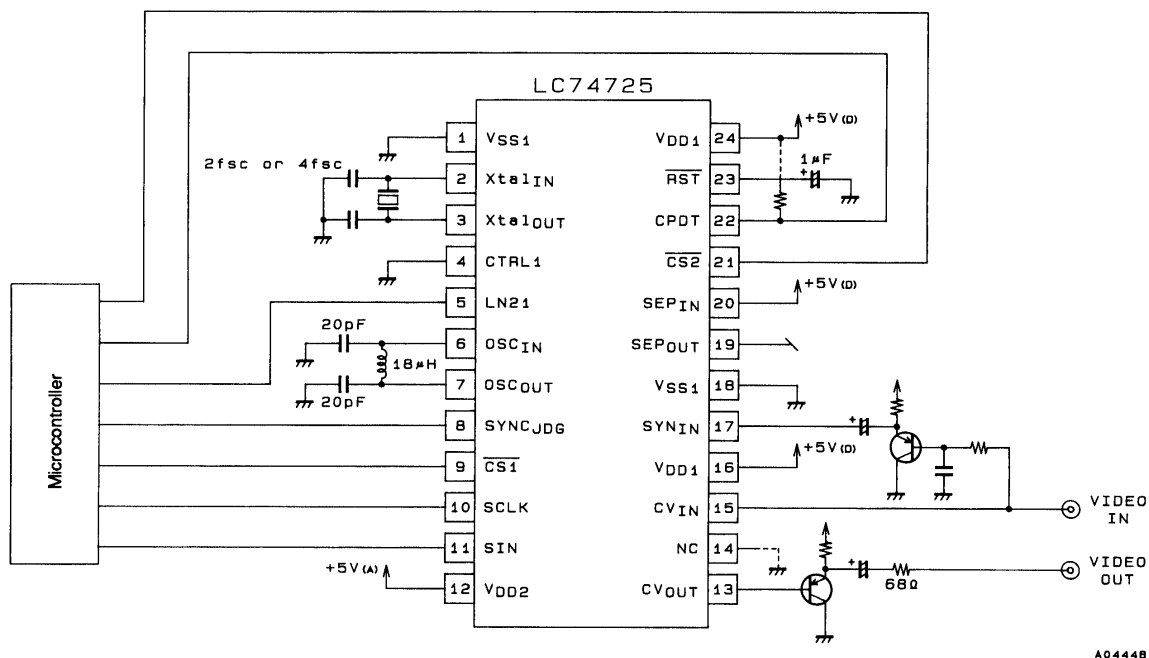 LC74725
2fsc or 4fsc
1 VSS1
2 XtalIN
3 XtalOUT
4 CTRL1
5 LN21
6 OSCIN
7 OSCOUT
8 SYNCJDG
9 CS1
10 SCLK
11 SIN
12 VDD2
VDD1 24
RST 23
CPDT 22
CS2 21
SEPIN 20
SEPOUT 19
VSS1 18
SYNIN 17
VDD1 16
CVIN 15
NC 14
CVOUT 13
20pF
18μH
20pF
+5V(A)
Microcontroller
+5V(D)
+
1μF
+5V(D)
+
+5V(D)
VIDEO
IN
+
68Ω
VIDEO
OUT
A04448